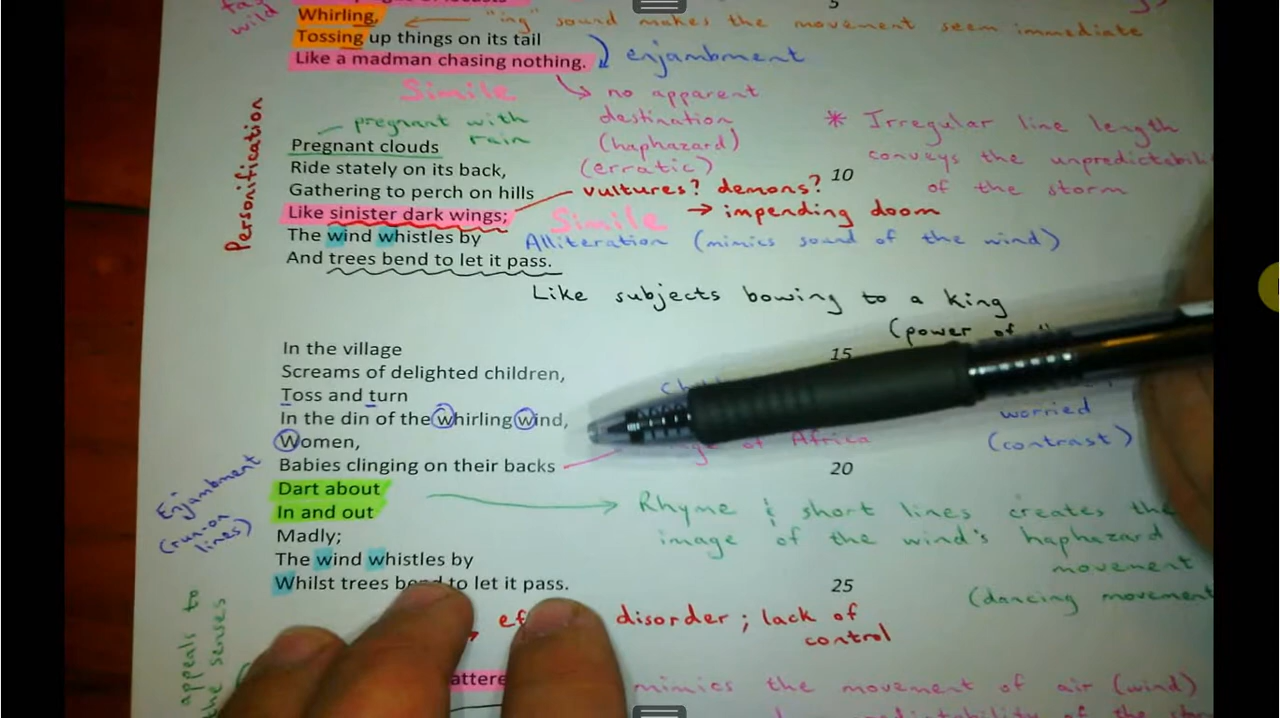 5
wild
Whirling, "ing" sound makes the movement seem immediate
Tossing up things on its tail
Like a madman chasing nothing. enjambment
Simile no apparent
pregnant with rain destination
* Irregular line length
Pregnant clouds (haphazard)
conveys the
Ride stately on its back, (erratic) 10
of the storm
Gathering to perch on hills vultures? demons?
Like sinister dark wings; Simile → impending doom
Personification
The wind whistles by Alliteration (mimics sound of the wind)
And trees bend to let it pass.
Like subjects bowing to a king
(power of
In the village 15
Screams of delighted children,
Toss and turn
In the din of the whirling wind, worried
Women, of Africa (contrast)
Babies clinging on their backs 20
Enjambment
(run-on
lines)
Dart about
In and out Rhyme & short lines creates the
Madly; image of the wind's haphazard
movement
The wind whistles by
Whilst trees bend to let it pass. 25
(dancing movement
disorder; lack of
control
appeals to
the senses
mimics the movement of air (wind)